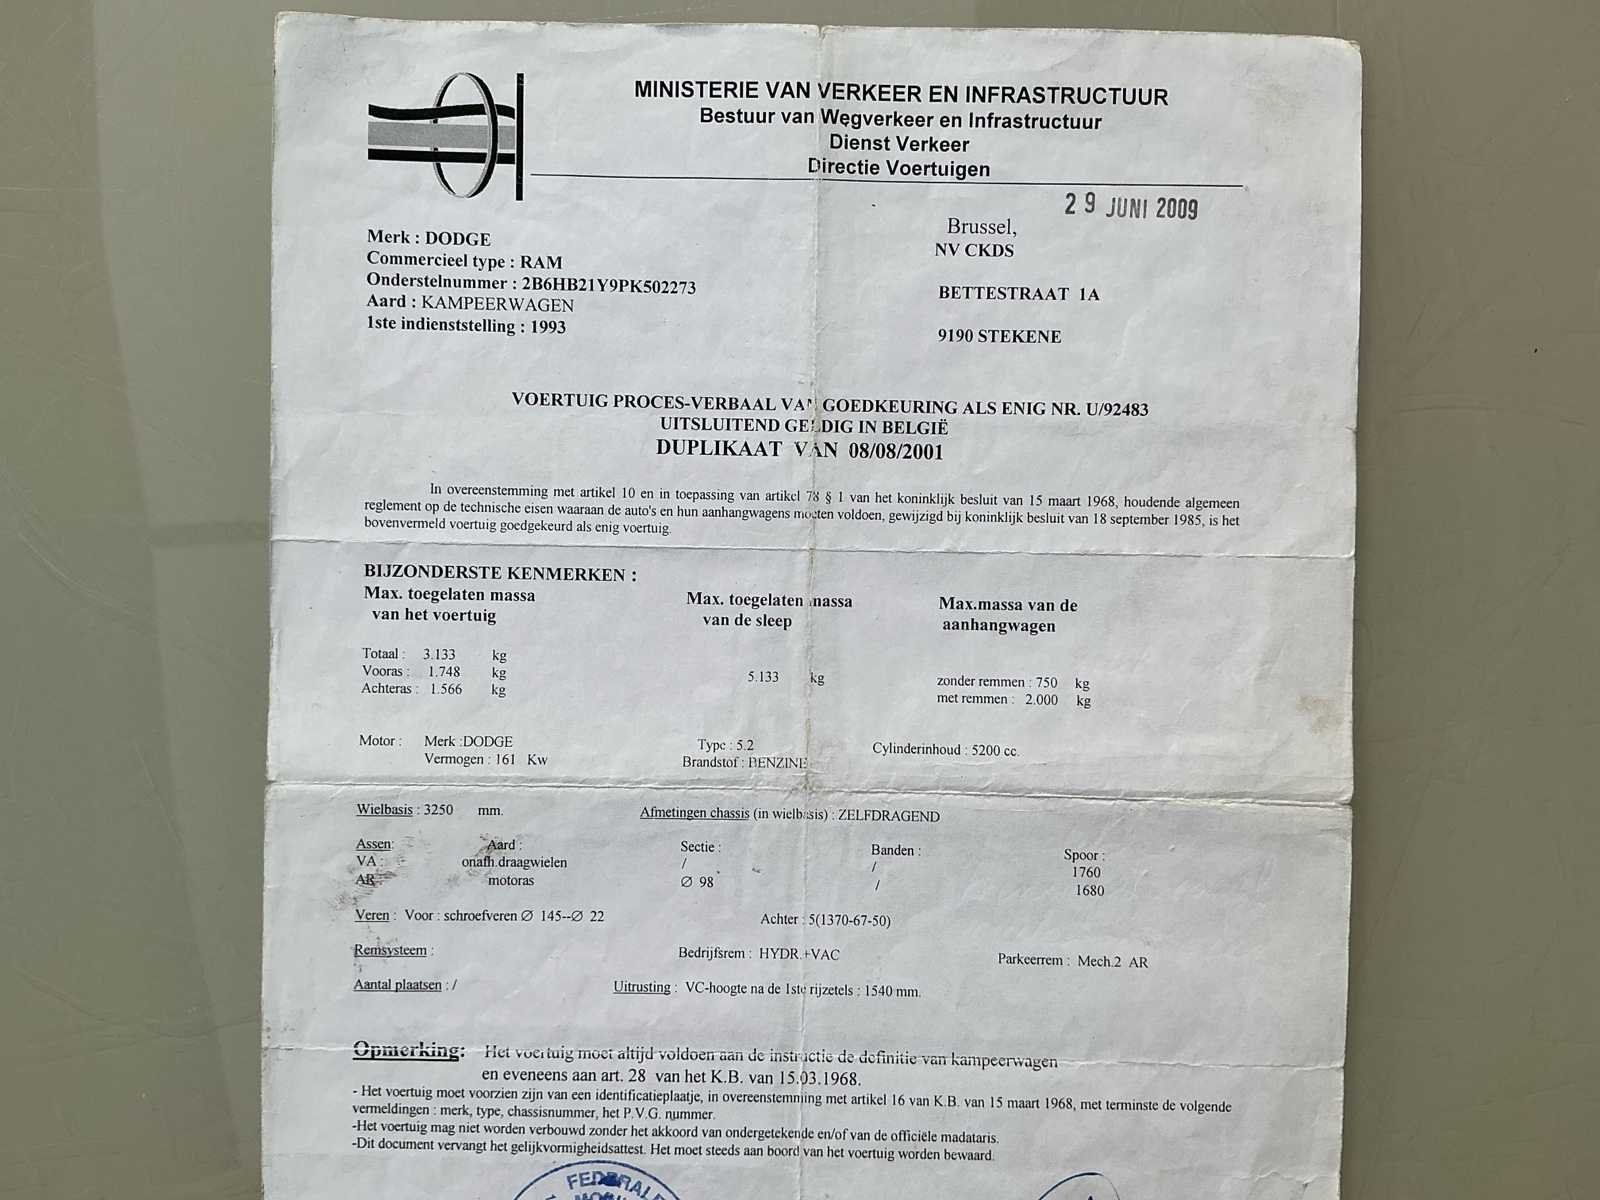 MINISTERIE VAN VERKEER EN INFRASTRUCTUUR
Bestuur van Wegverkeer en Infrastructuur
Dienst Verkeer
Directie Voertuigen
29 JUNI 2009
Brussel,
NV CKDS
BETTESTRAAT 1A
9190 STEKENE
Merk : DODGE
Commercieel type : RAM
Onderstelnummer : 2B6HB21Y9PK502273
Aard : KAMPEERWAGEN
1ste indienststelling : 1993
VOERTUIG PROCES-VERBAAL VAN GOEDKEURING ALS ENIG NR. U/92483
UITSLUITEND GELDIG IN BELGIË
DUPLIKAAT VAN 08/08/2001
In overeenstemming met artikel 10 en in toepassing van artikel 78 § 1 van het koninklijk besluit van 15 maart 1968, houdende algemeen
reglement op de technische eisen waaraan de auto's en hun aanhangwagens moeten voldoen, gewijzigd bij koninklijk besluit van 18 september 1985, is het
bovenvermeld voertuig goedgekeurd als enig voertuig.
BIJZONDERSTE KENMERKEN :
Max. toegelaten massa Max. toegelaten massa Max.massa van de
van het voertuig van de sleep aanhangwagen
Totaal : 3.133 kg
Vooras : 1.748 kg 5.133 kg zonder remmen : 750 kg
Achteras : 1.566 kg met remmen : 2.000 kg
Motor : Merk :DODGE Type : 5.2 Cylinderinhoud : 5200 cc.
Vermogen : 161 Kw Brandstof : BENZINE
Wielbasis : 3250 mm. Afmetingen chassis (in wielbasis) : ZELFDRAGEND
Assen: Aard : Sectie : Banden : Spoor :
VA : onafh.draagwielen / / 1760
AR motoras Ø 98 / 1680
Veren : Voor : schroefveren Ø 145--Ø 22 Achter : 5(1370-67-50)
Remsysteem : Bedrijfsrem : HYDR.+VAC Parkeerrem : Mech.2 AR
Aantal plaatsen : / Uitrusting : VC-hoogte na de 1ste rijzetels : 1540 mm.
Opmerking: Het voertuig moet altijd voldoen aan de instructie de definitie van kampeerwagen
en eveneens aan art. 28 van het K.B. van 15.03.1968.
- Het voertuig moet voorzien zijn van een identificatieplaatje, in overeenstemming met artikel 16 van K.B. van 15 maart 1968, met terminste de volgende
vermeldingen : merk, type, chassisnummer, het P.V.G. nummer.
-Het voertuig mag niet worden verbouwd zonder het akkoord van ondergetekende en/of van de officiële madataris.
-Dit document vervangt het gelijkvormigheidsattest. Het moet steeds aan boord van het voertuig worden bewaard.